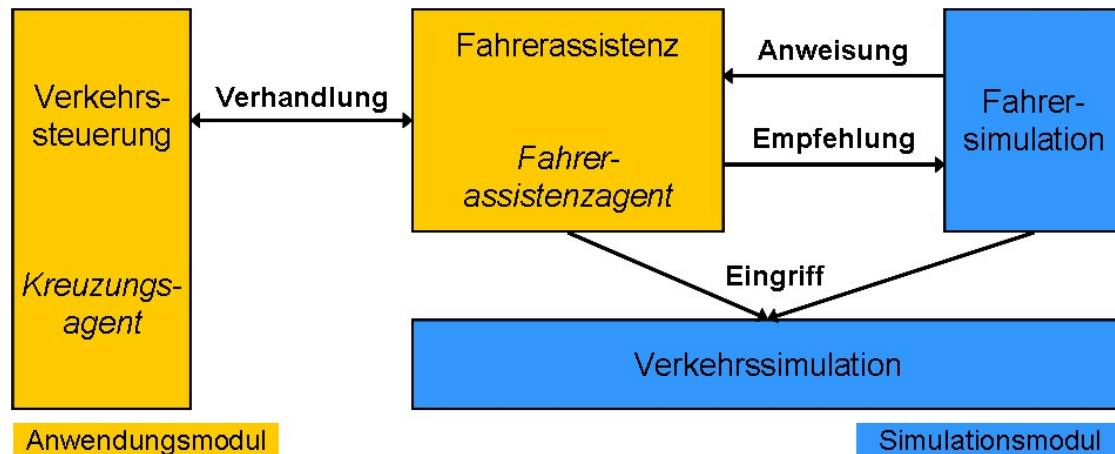 Verkehrs-
steuerung
Kreuzungs-
agent
Verhandlung
Fahrerassistenz
Fahrer-
assistenzagent
Anweisung
Empfehlung
Fahrer-
simulation
Eingriff
Verkehrssimulation
Anwendungsmodul
Simulationsmodul